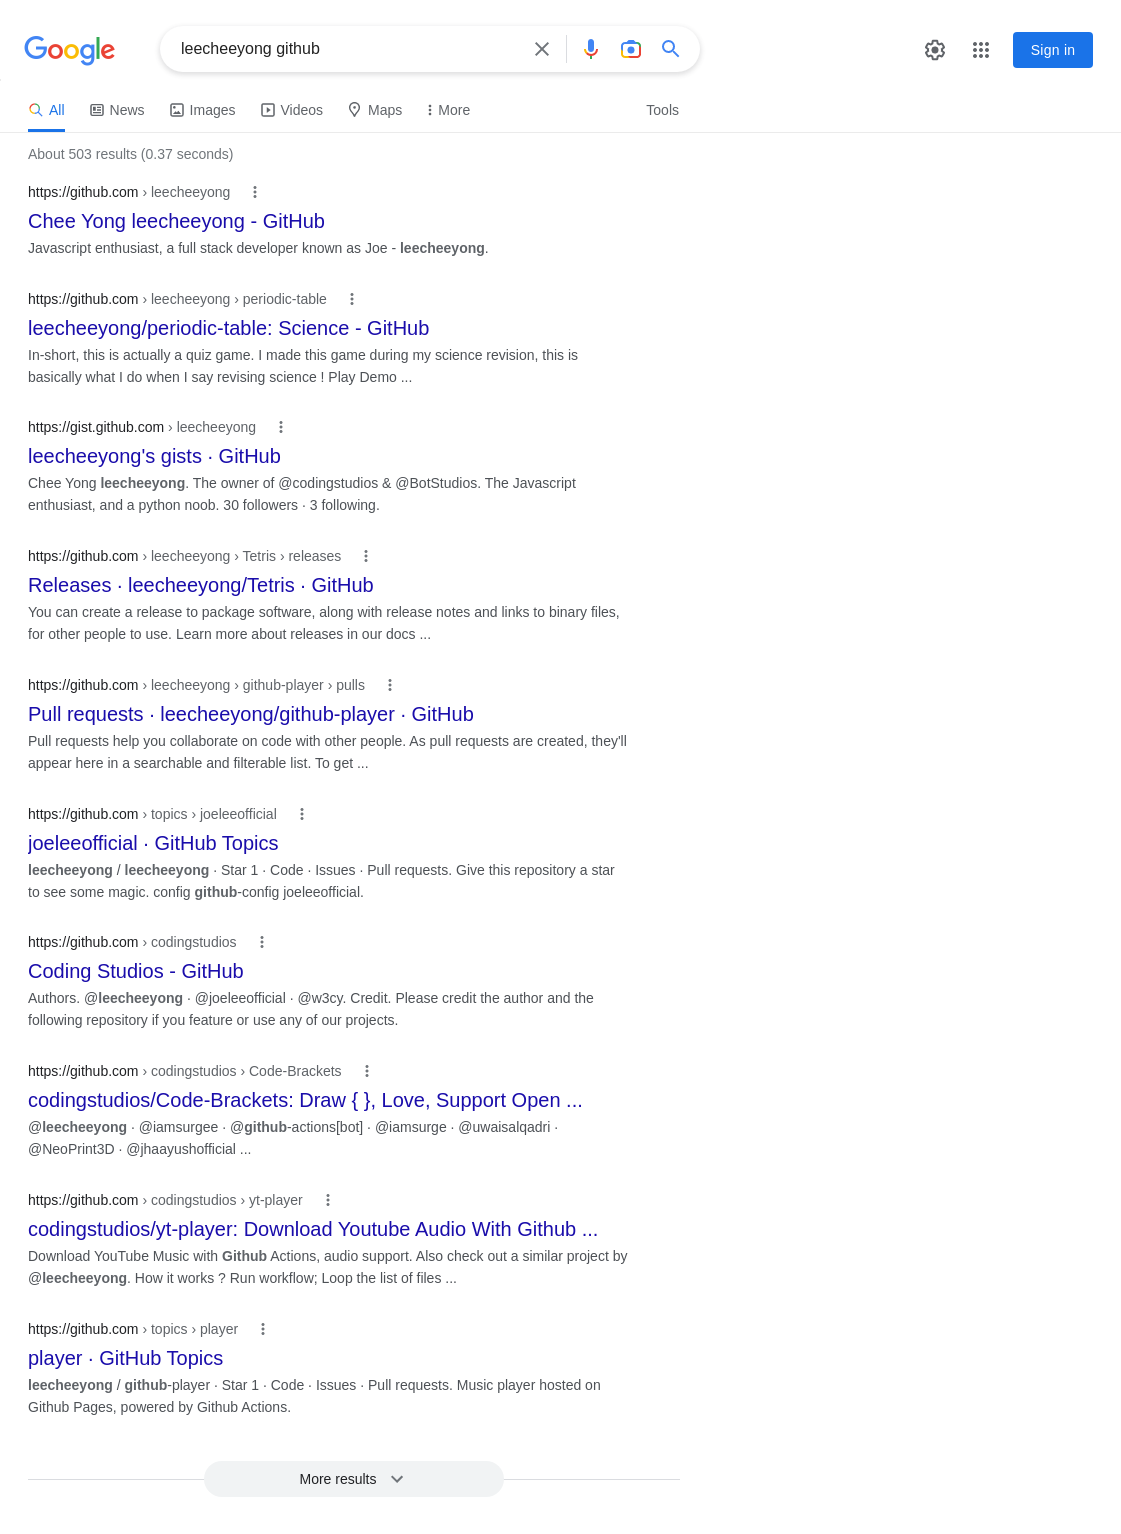 Google
leecheeyong github
Sign in
All
News
Images
Videos
Maps
More
Tools
About 503 results (0.37 seconds)
https://github.com › leecheeyong
Chee Yong leecheeyong - GitHub
Javascript enthusiast, a full stack developer known as Joe - leecheeyong.
https://github.com › leecheeyong › periodic-table
leecheeyong/periodic-table: Science - GitHub
In-short, this is actually a quiz game. I made this game during my science revision, this is
basically what I do when I say revising science ! Play Demo ...
https://gist.github.com › leecheeyong
leecheeyong's gists · GitHub
Chee Yong leecheeyong. The owner of @codingstudios & @BotStudios. The Javascript
enthusiast, and a python noob. 30 followers · 3 following.
https://github.com › leecheeyong › Tetris › releases
Releases · leecheeyong/Tetris · GitHub
You can create a release to package software, along with release notes and links to binary files,
for other people to use. Learn more about releases in our docs ...
https://github.com › leecheeyong › github-player › pulls
Pull requests · leecheeyong/github-player · GitHub
Pull requests help you collaborate on code with other people. As pull requests are created, they'll
appear here in a searchable and filterable list. To get ...
https://github.com › topics › joeleeofficial
joeleeofficial · GitHub Topics
leecheeyong / leecheeyong · Star 1 · Code · Issues · Pull requests. Give this repository a star
to see some magic. config github-config joeleeofficial.
https://github.com › codingstudios
Coding Studios - GitHub
Authors. @leecheeyong · @joeleeofficial · @w3cy. Credit. Please credit the author and the
following repository if you feature or use any of our projects.
https://github.com › codingstudios › Code-Brackets
codingstudios/Code-Brackets: Draw { }, Love, Support Open ...
@leecheeyong · @iamsurgee · @github-actions[bot] · @iamsurge · @uwaisalqadri ·
@NeoPrint3D · @jhaayushofficial ...
https://github.com › codingstudios › yt-player
codingstudios/yt-player: Download Youtube Audio With Github ...
Download YouTube Music with Github Actions, audio support. Also check out a similar project by
@leecheeyong. How it works ? Run workflow; Loop the list of files ...
https://github.com › topics › player
player · GitHub Topics
leecheeyong / github-player · Star 1 · Code · Issues · Pull requests. Music player hosted on
Github Pages, powered by Github Actions.
More results